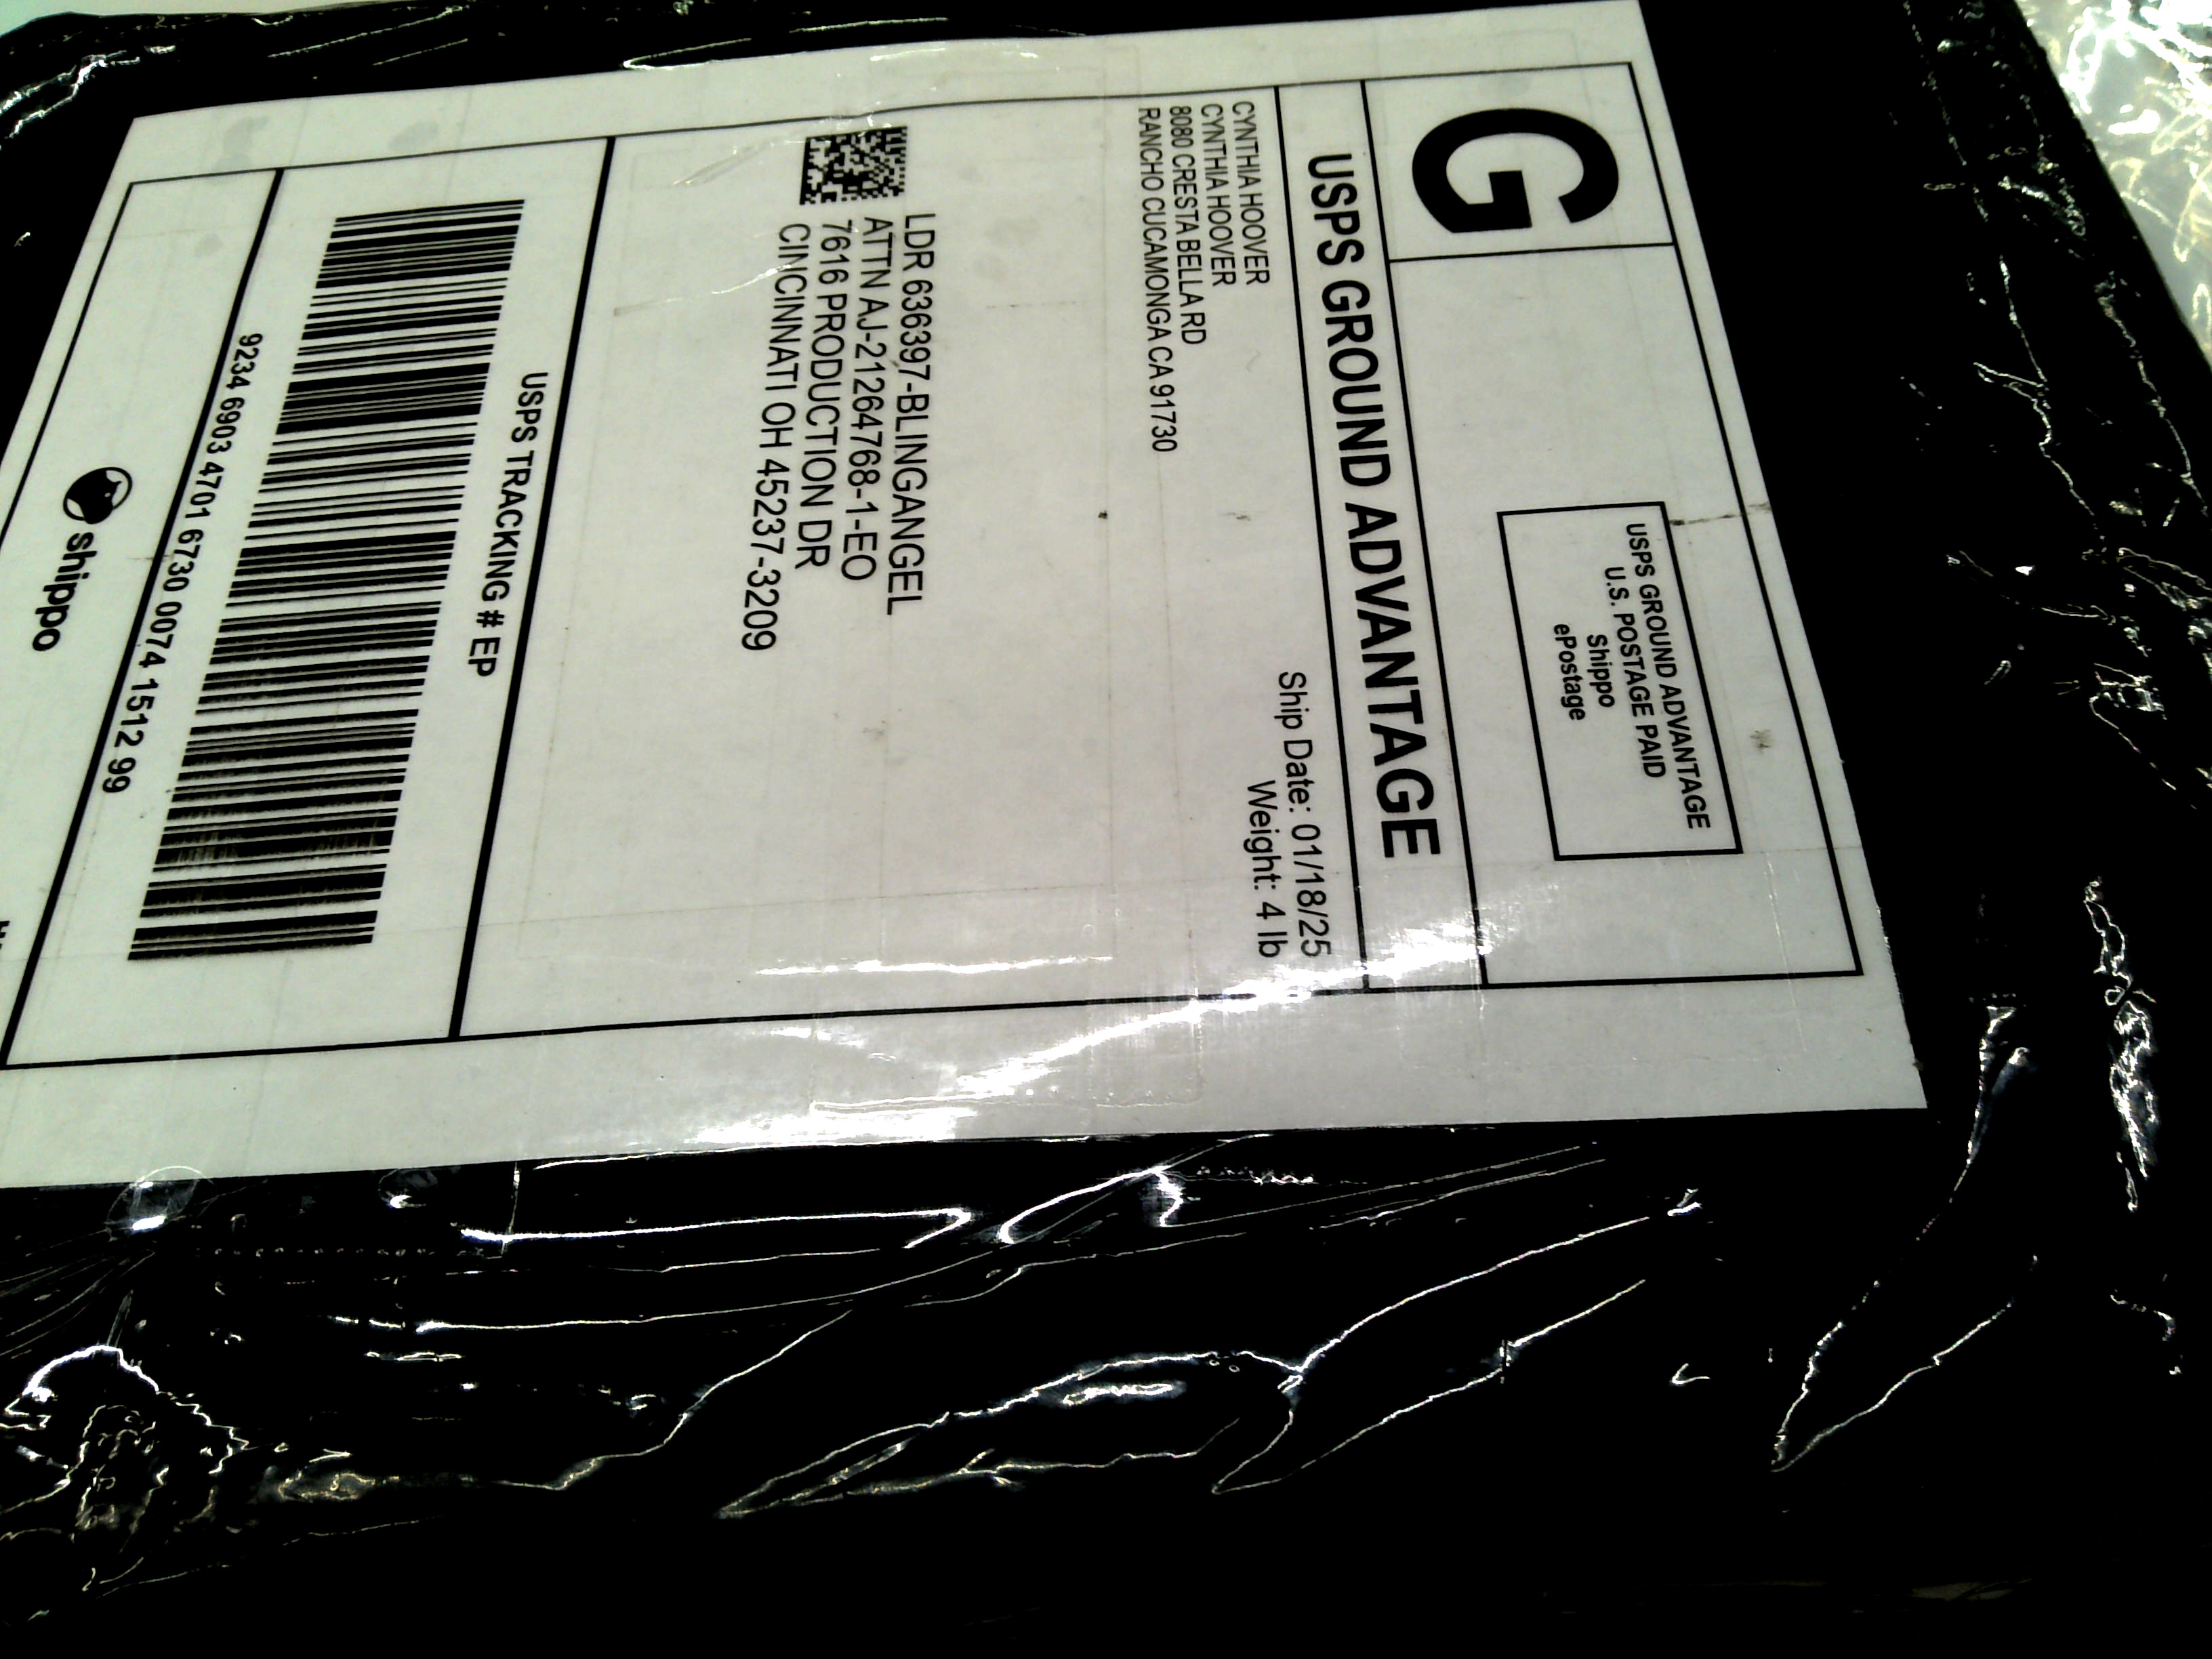 G
USPS GROUND ADVANTAGE
U.S. POSTAGE PAID
Shippo
ePostage
USPS GROUND ADVANTAGE
CYNTHIA HOOVER
CYNTHIA HOOVER
8080 CRESTA BELLA RD
RANCHO CUCAMONGA CA 91730
Ship Date: 01/18/25
Weight: 4 lb
LDR 636397-BLINGANGEL
ATTN AJ-21264768-1-EO
7616 PRODUCTION DR
CINCINNATI OH 45237-3209
USPS TRACKING # EP
9234 6903 4701 6730 0074 1512 99
shippo